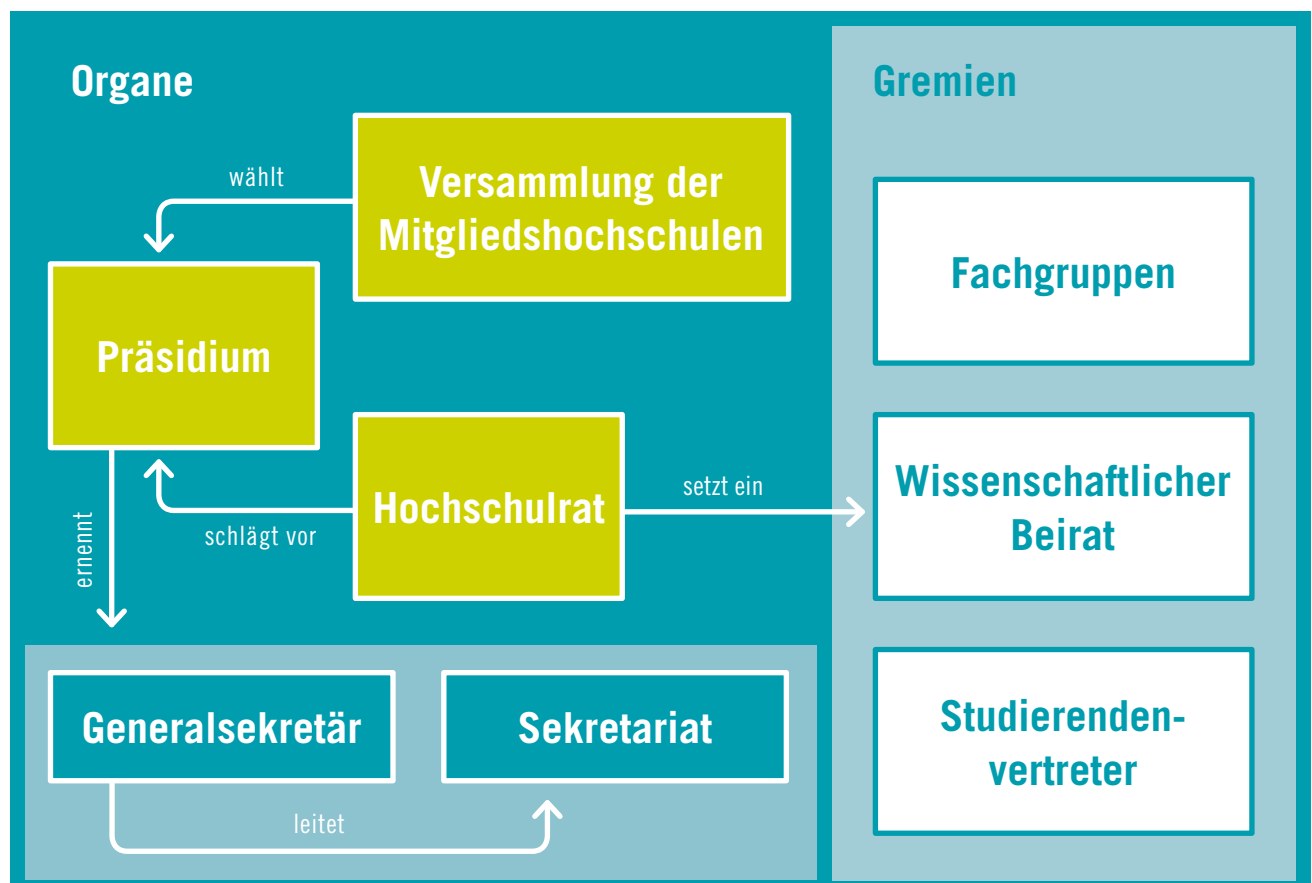 Organe
wählt
Versammlung der
Mitgliedshochschulen
Präsidium
Hochschulrat
schlägt vor
setzt ein
ernennt
Generalsekretär
Sekretariat
leitet
Gremien
Fachgruppen
Wissenschaftlicher
Beirat
Studierenden-
vertreter